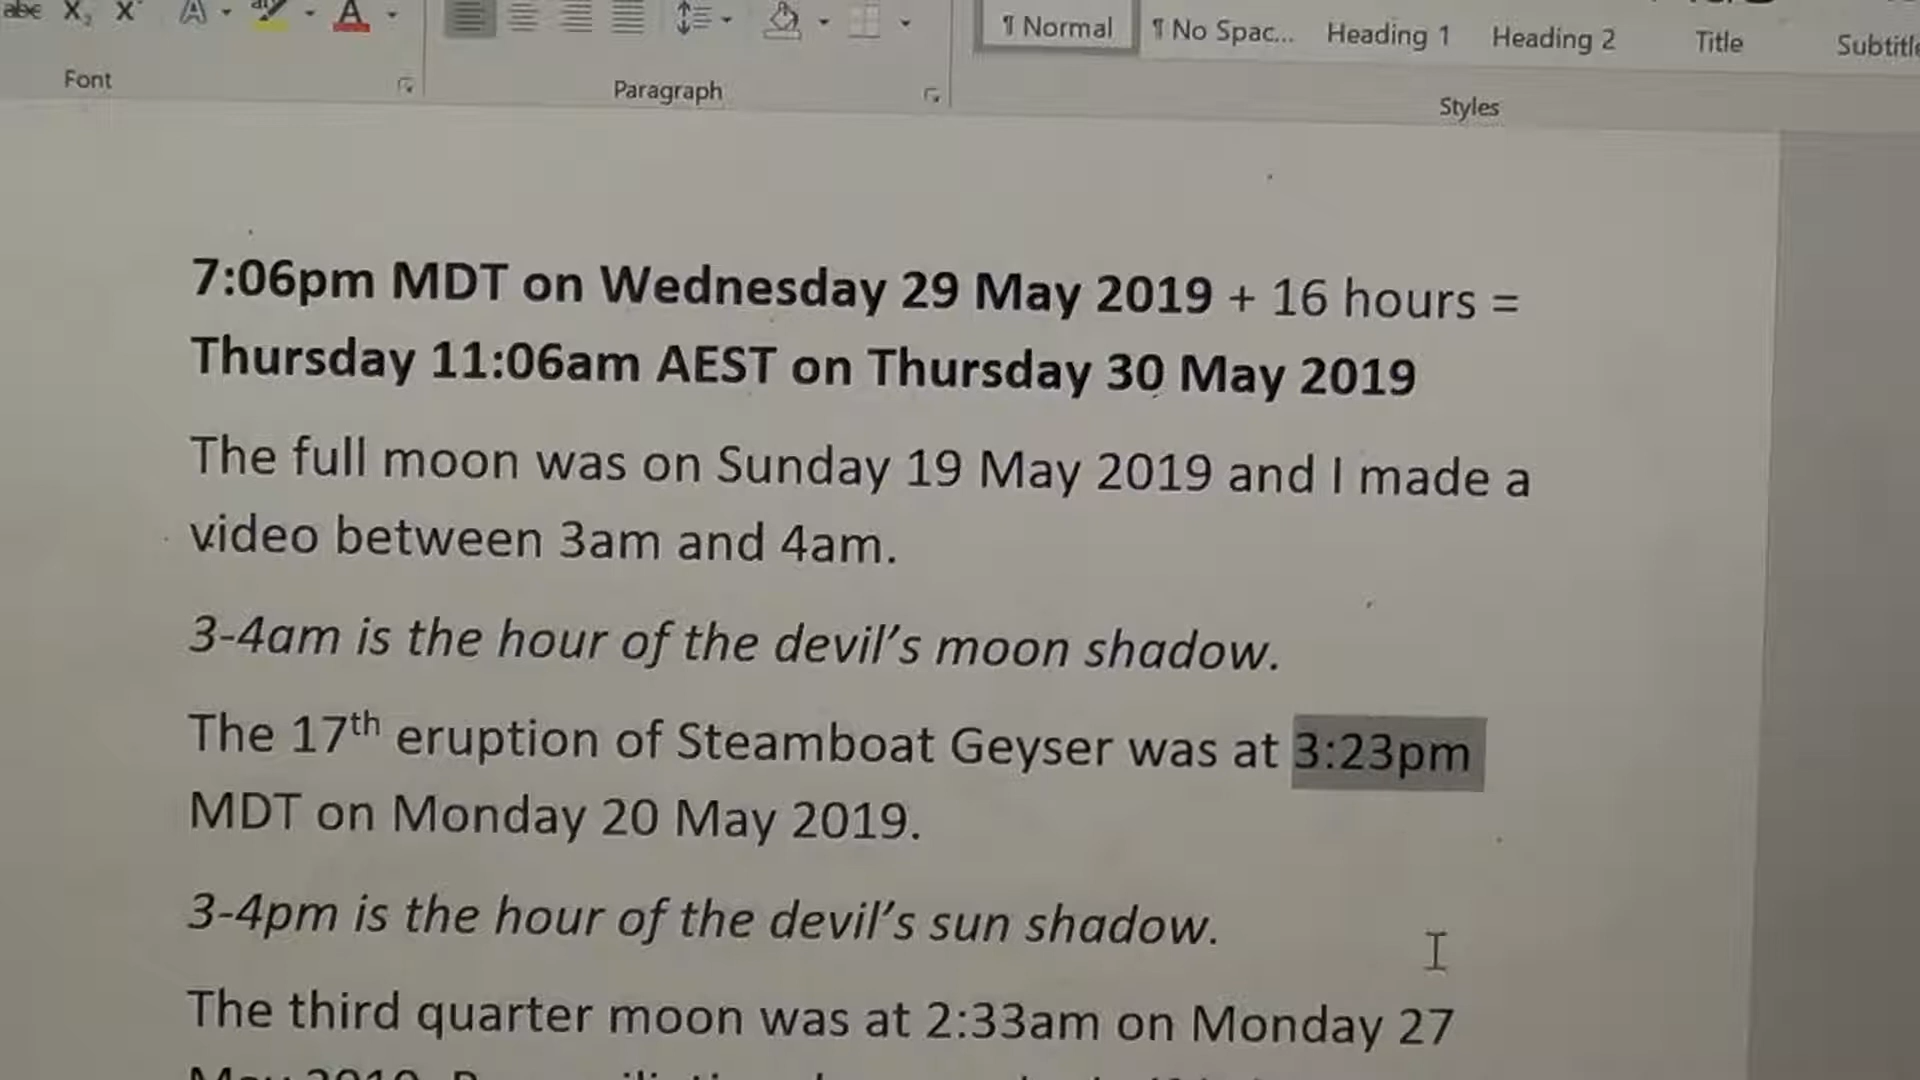 abc X₂ X A
Font
Paragraph
¶ Normal ¶ No Spac... Heading 1 Heading 2 Title
Styles
7:06pm MDT on Wednesday 29 May 2019 + 16 hours =
Thursday 11:06am AEST on Thursday 30 May 2019
The full moon was on Sunday 19 May 2019 and I made a
video between 3am and 4am.
3-4am is the hour of the devil's moon shadow.
The 17th eruption of Steamboat Geyser was at 3:23pm
MDT on Monday 20 May 2019.
3-4pm is the hour of the devil's sun shadow.
The third quarter moon was at 2:33am on Monday 27
May 2019.